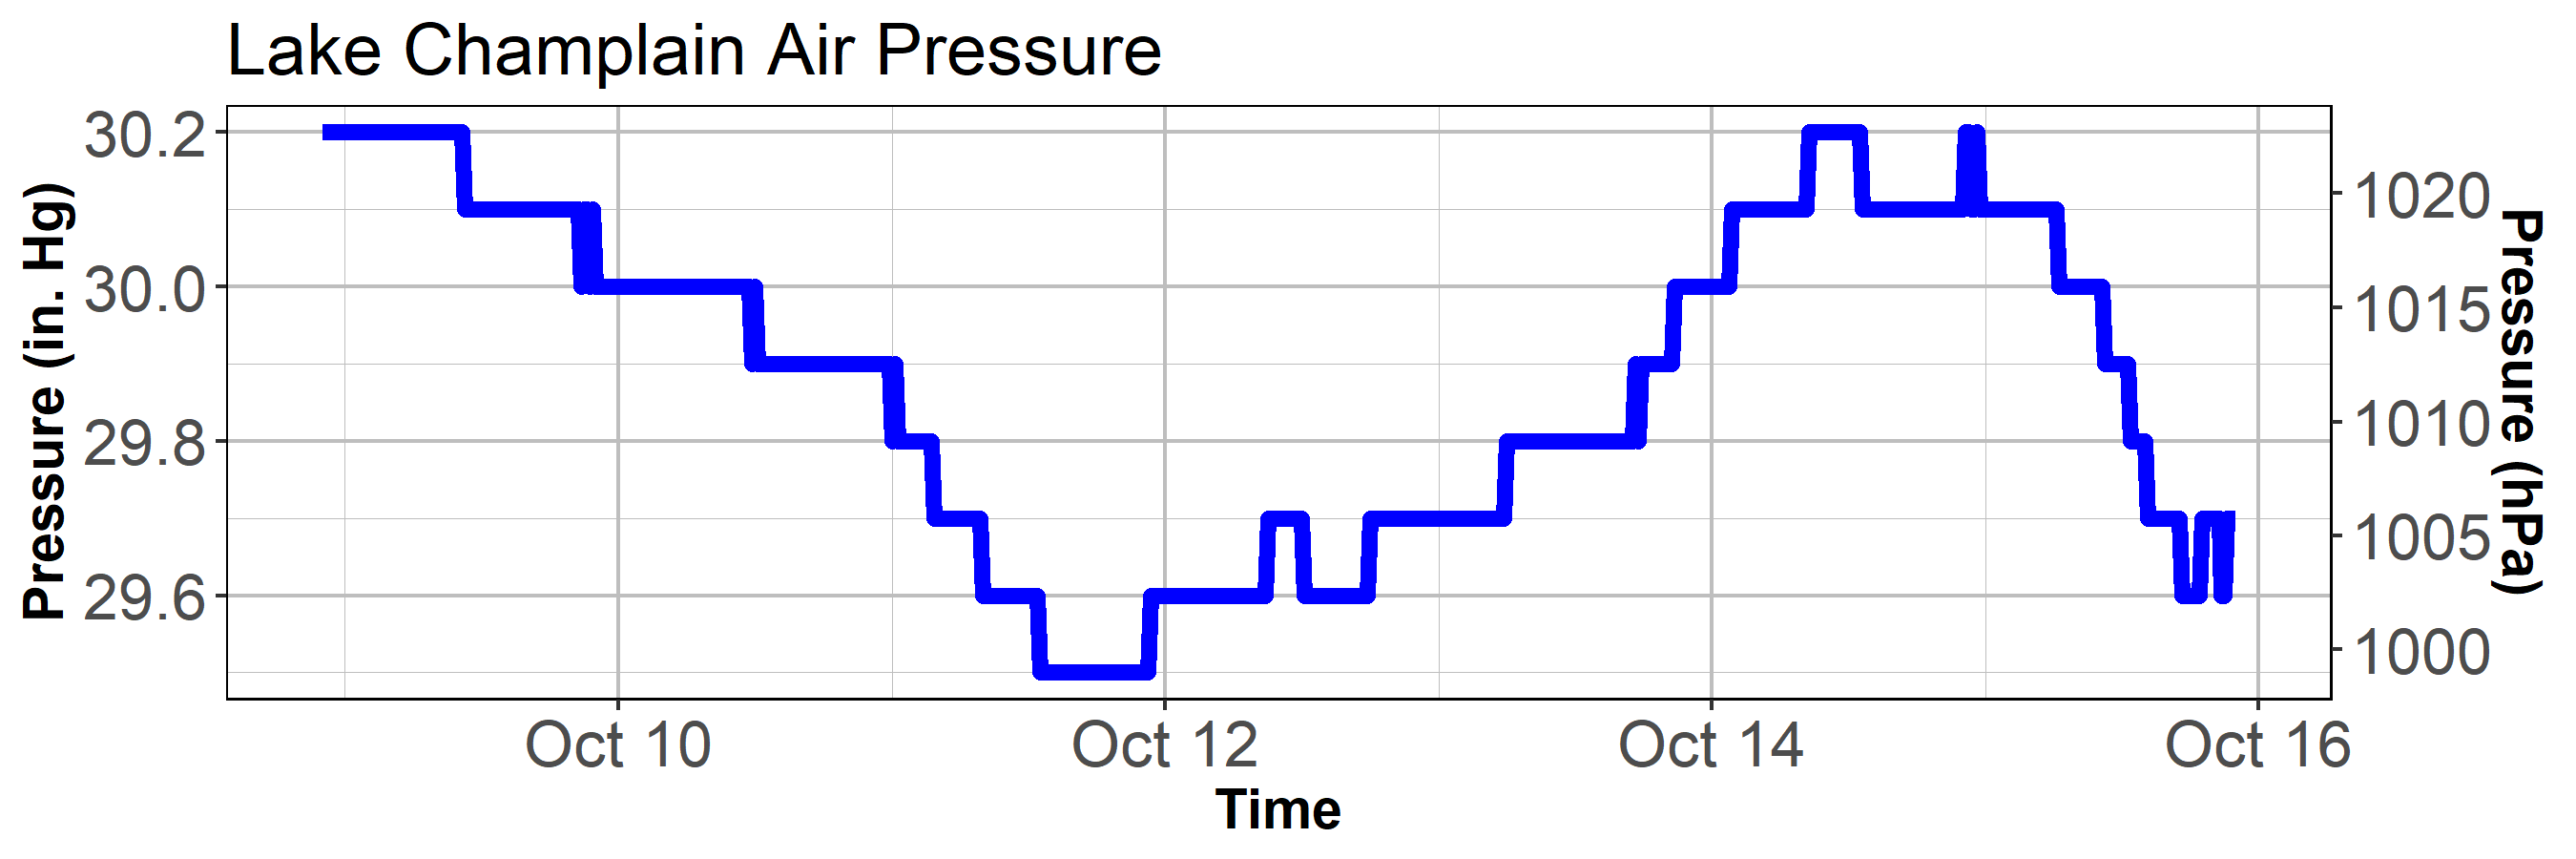 Lake Champlain Air Pressure
Pressure (in. Hg)
30.2
30.0
29.8
29.6
1020
1015
1010
1005
1000
Pressure (hPa)
Oct 10
Oct 12
Oct 14
Oct 16
Time